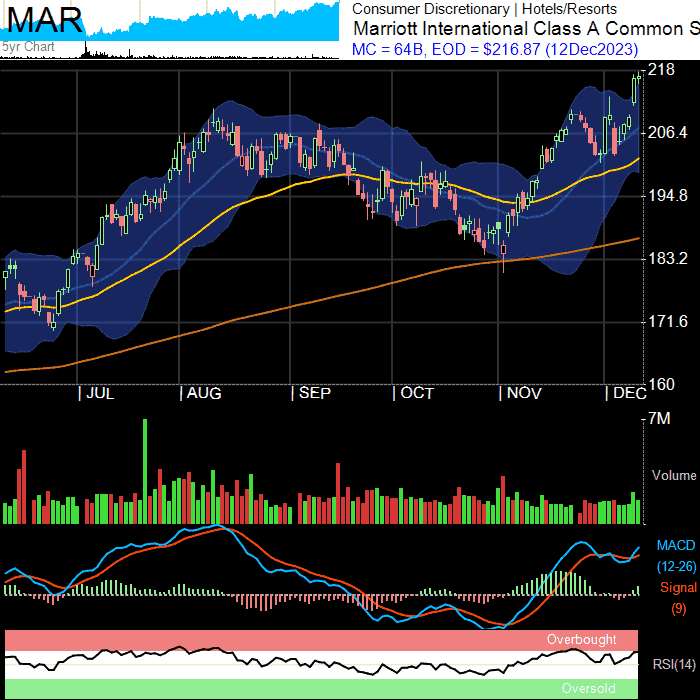 MAR
5yr Chart
Consumer Discretionary | Hotels/Resorts
Marriott International Class A Common S
MC = 64B, EOD = $216.87 (12Dec2023)
218
206.4
194.8
183.2
171.6
160
| JUL | AUG | SEP | OCT | NOV | DEC
7M
Volume
MACD
(12-26)
Signal
(9)
Overbought
RSI(14)
Oversold